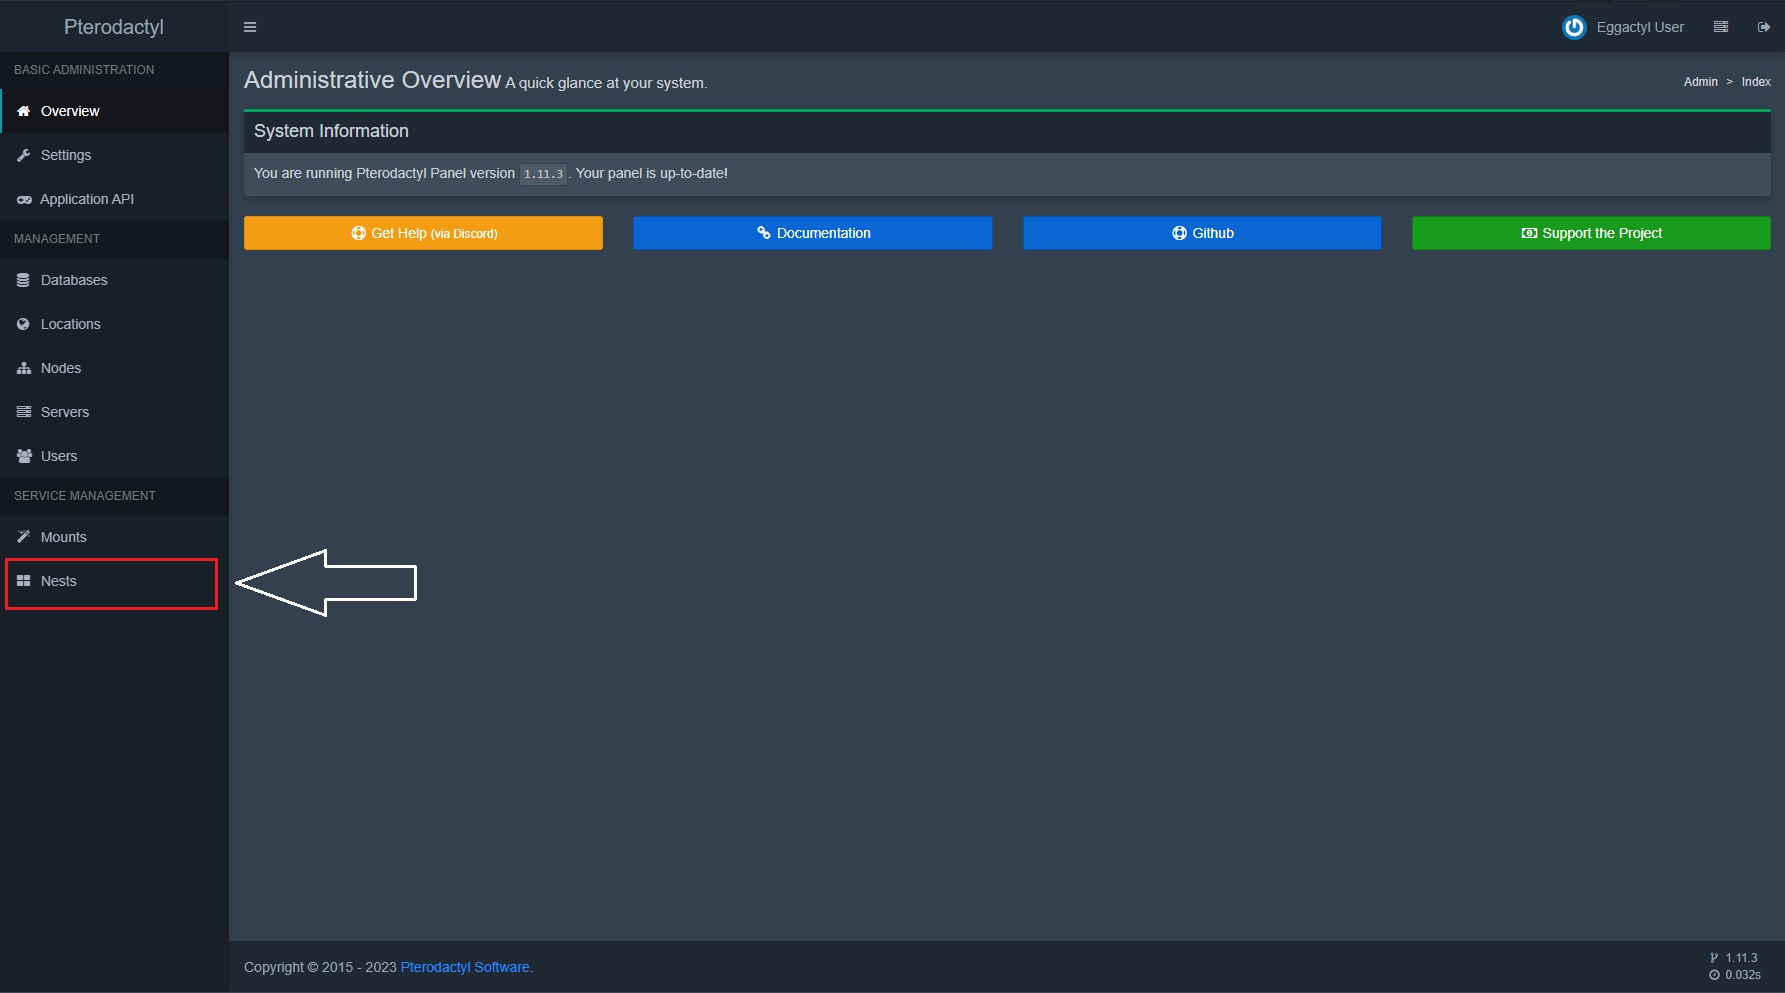 Pterodactyl
Eggactyl User
BASIC ADMINISTRATION
Overview
Settings
Application API
MANAGEMENT
Databases
Locations
Nodes
Servers
Users
SERVICE MANAGEMENT
Mounts
Nests
Administrative Overview A quick glance at your system.
Admin > Index
System Information
You are running Pterodactyl Panel version 1.11.3. Your panel is up-to-date!
Get Help (via Discord)
Documentation
Github
Support the Project
Copyright © 2015 - 2023 Pterodactyl Software.
1.11.3
0.032s